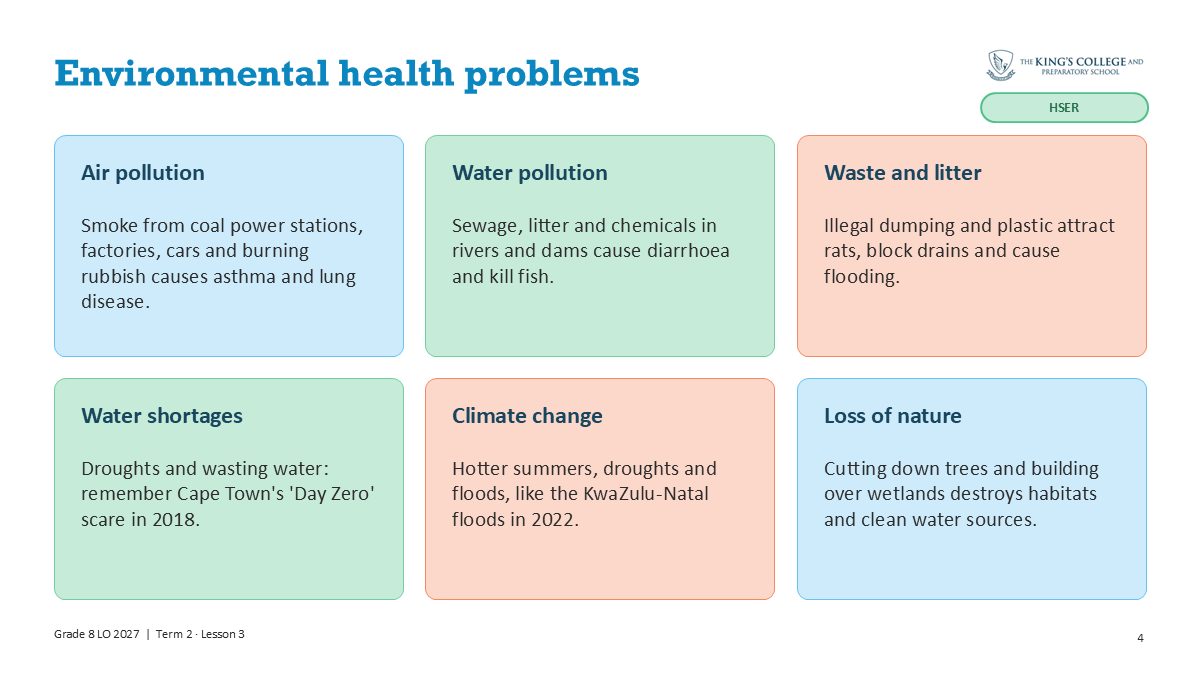 Environmental health problems
THE KING'S COLLEGE AND
PREPARATORY SCHOOL
HSER
Air pollution
Smoke from coal power stations,
factories, cars and burning
rubbish causes asthma and lung
disease.
Water pollution
Sewage, litter and chemicals in
rivers and dams cause diarrhoea
and kill fish.
Waste and litter
Illegal dumping and plastic attract
rats, block drains and cause
flooding.
Water shortages
Droughts and wasting water:
remember Cape Town's 'Day Zero'
scare in 2018.
Climate change
Hotter summers, droughts and
floods, like the KwaZulu-Natal
floods in 2022.
Loss of nature
Cutting down trees and building
over wetlands destroys habitats
and clean water sources.
Grade 8 LO 2027 | Term 2 · Lesson 3
4